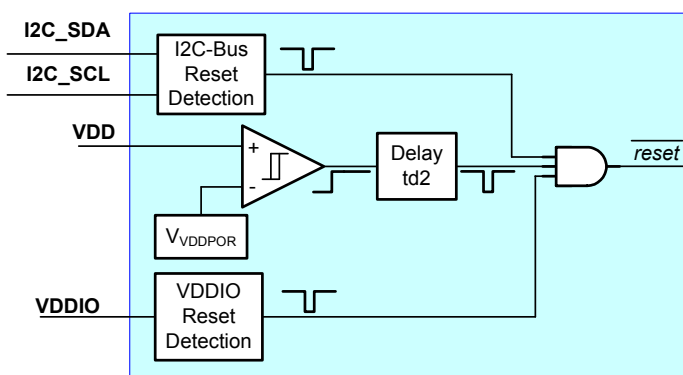 I2C_SDA
I2C_SCL
I2C-Bus
Reset
Detection
VDD
+
-
Delay
td2
reset
VVDDPOR
VDDIO
VDDIO
Reset
Detection